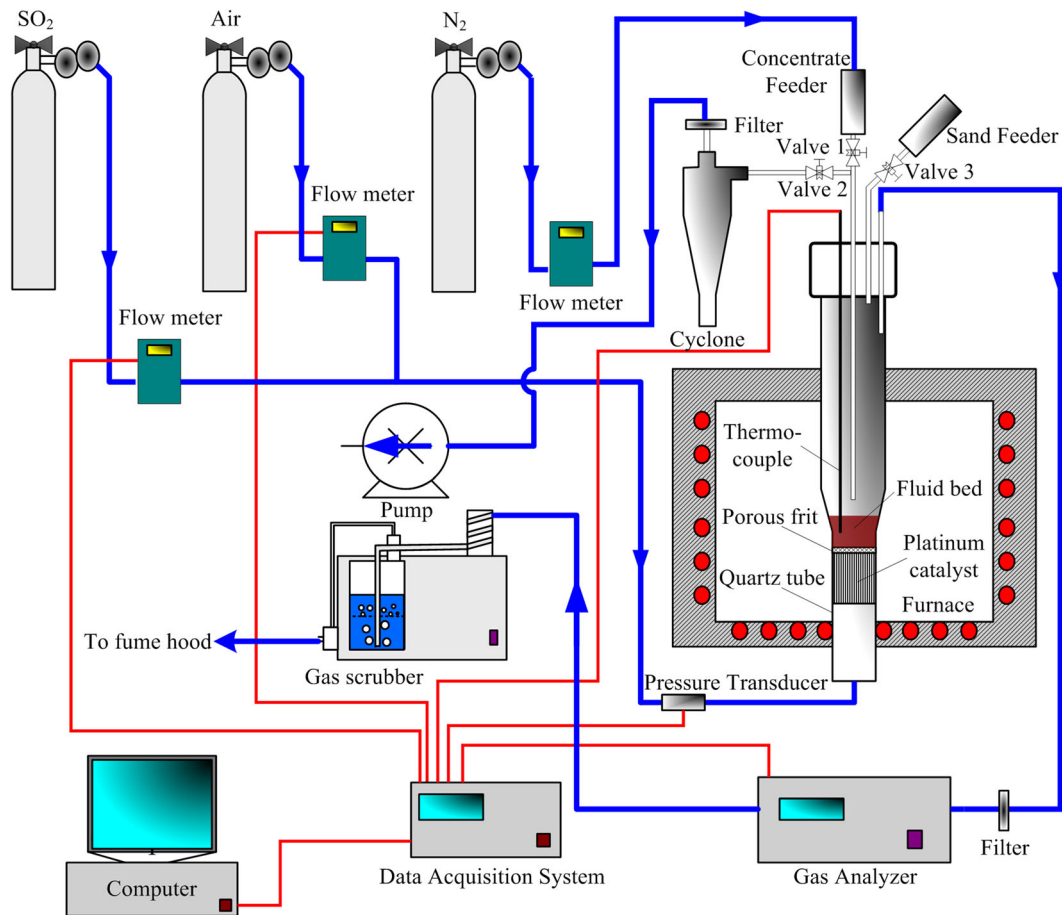 SO2
Air
N2
Concentrate
Feeder
Filter
Sand Feeder
Valve 1
Valve 3
Valve 2
Flow meter
Flow meter
Flow meter
Cyclone
Thermo-
couple
Fluid bed
Porous frit
Platinum
catalyst
Quartz tube
Furnace
Pump
To fume hood
Gas scrubber
Pressure Transducer
Computer
Data Acquisition System
Gas Analyzer
Filter